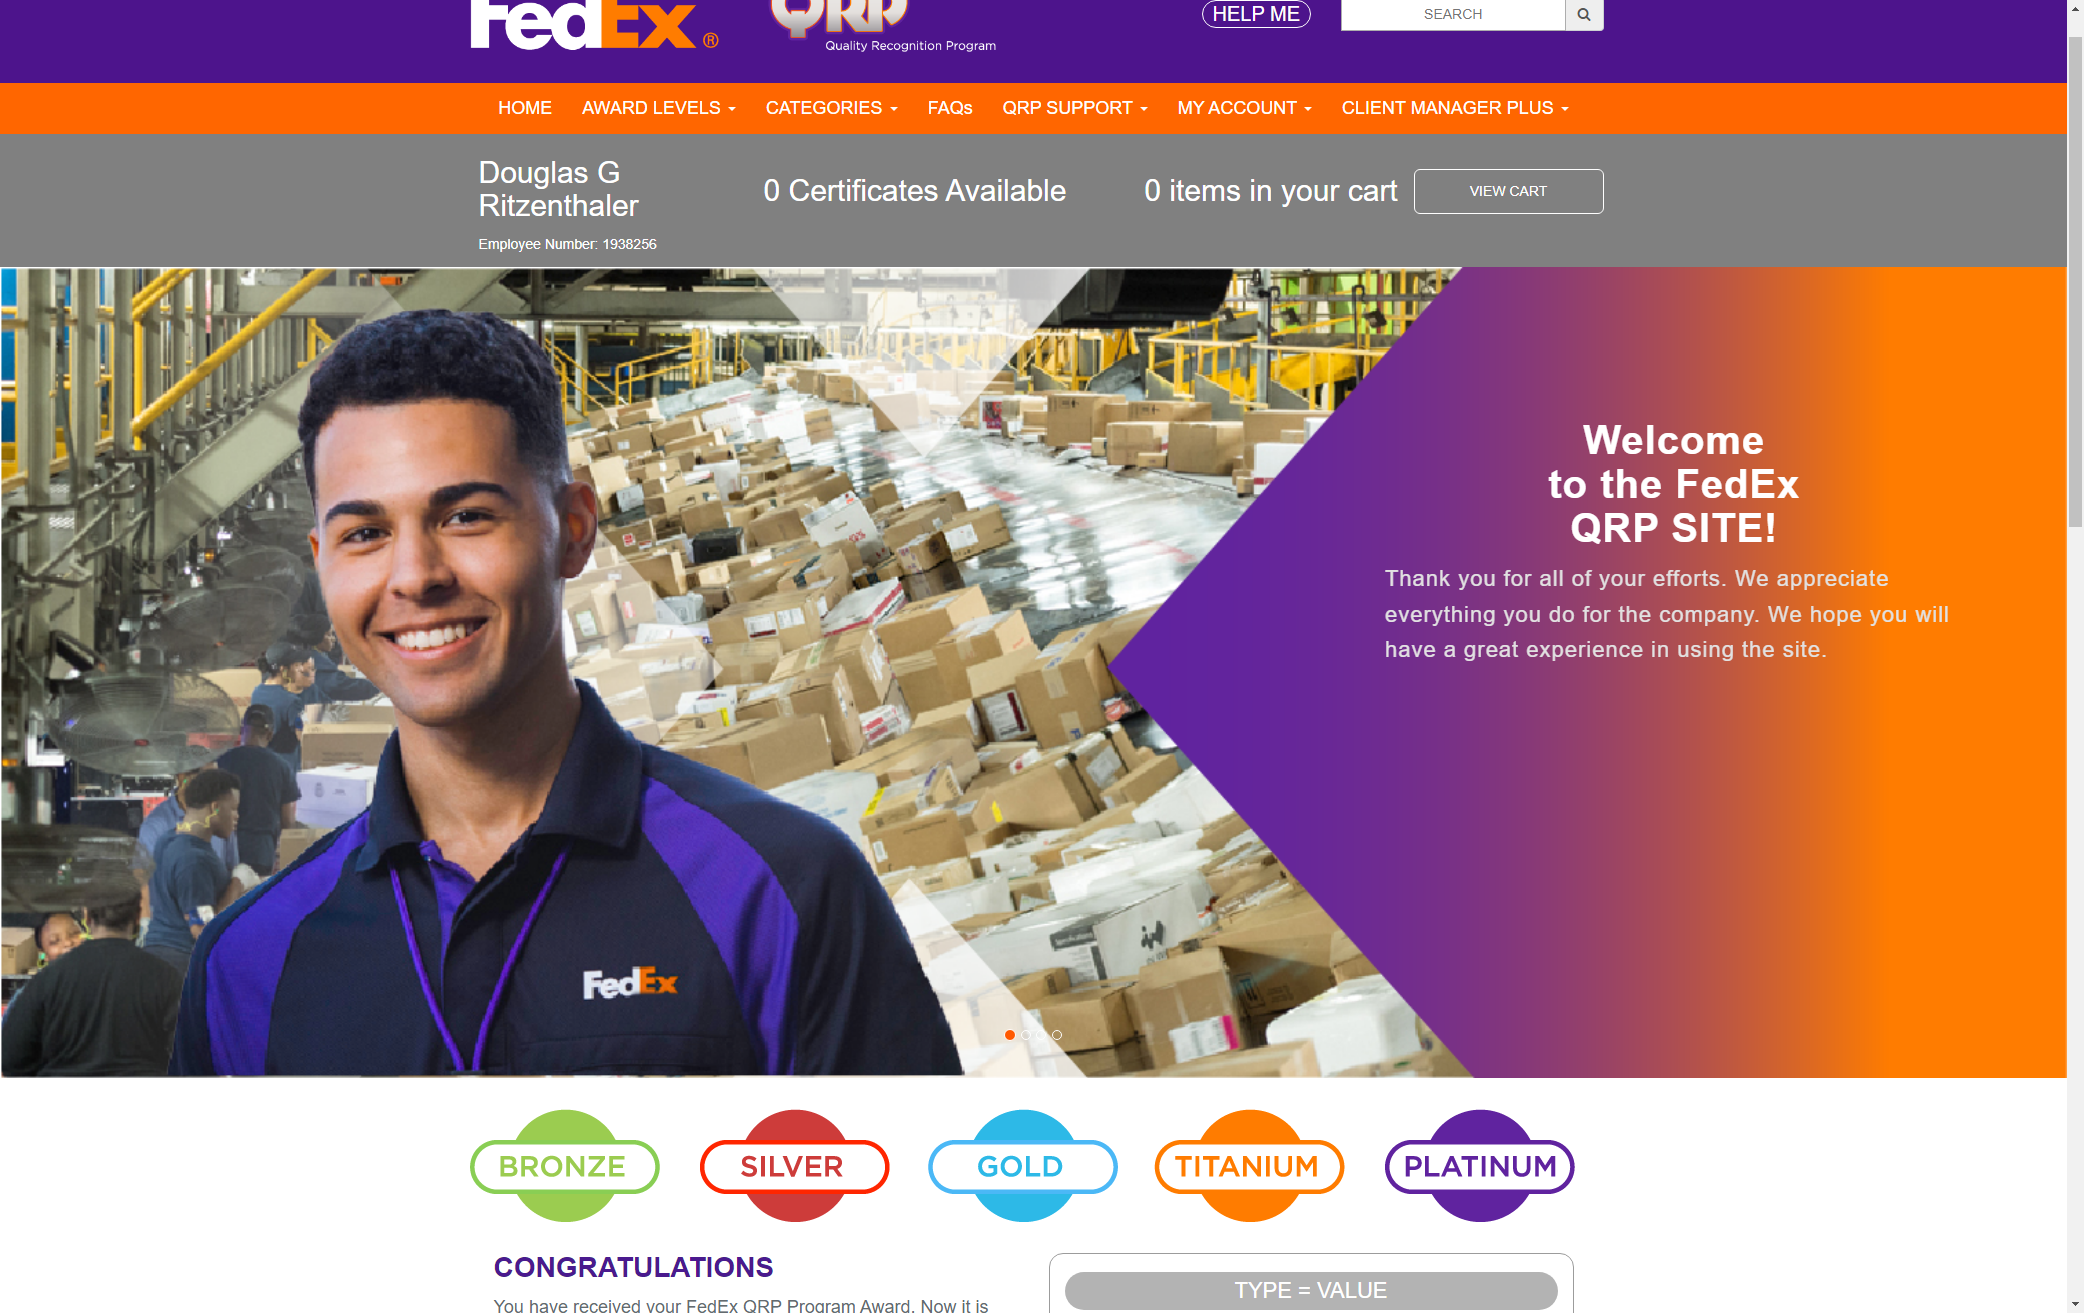 FedEx®
QRP
Quality Recognition Program
HELP ME
SEARCH
HOME AWARD LEVELS CATEGORIES FAQs QRP SUPPORT MY ACCOUNT CLIENT MANAGER PLUS
Douglas G
Ritzenthaler
Employee Number: 1938256
0 Certificates Available
0 items in your cart
VIEW CART
Welcome
to the FedEx
QRP SITE!
Thank you for all of your efforts. We appreciate
everything you do for the company. We hope you will
have a great experience in using the site.
FedEx
BRONZE SILVER GOLD TITANIUM PLATINUM
CONGRATULATIONS
You have received your FedEx QRP Program Award. Now it is
TYPE = VALUE